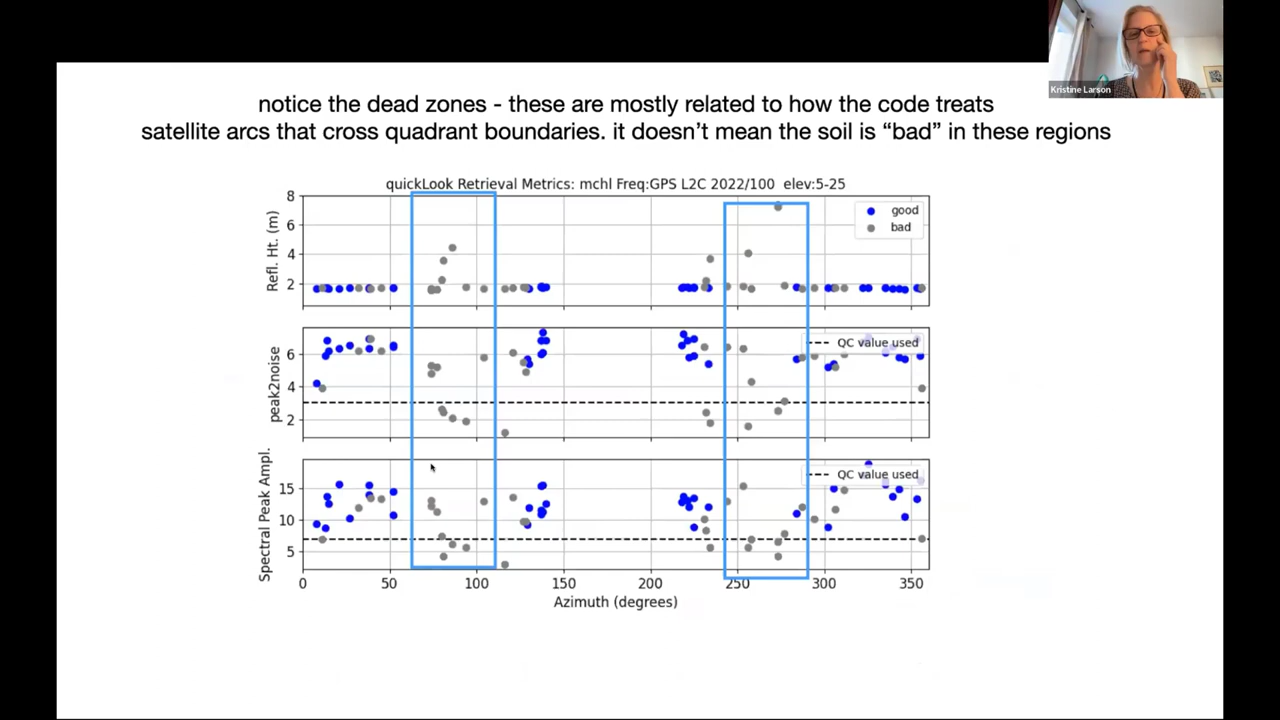 Kristine Larson
notice the dead zones - these are mostly related to how the code treats
satellite arcs that cross quadrant boundaries. it doesn't mean the soil is “bad” in these regions
quickLook Retrieval Metrics: mchl Freq:GPS L2C 2022/100 elev:5-25
Refl. Ht. (m)
8
6
4
2
good
bad
peak2noise
6
4
2
QC value used
Spectral Peak Ampl.
15
10
5
QC value used
0 50 100 150 200 250 300 350
Azimuth (degrees)